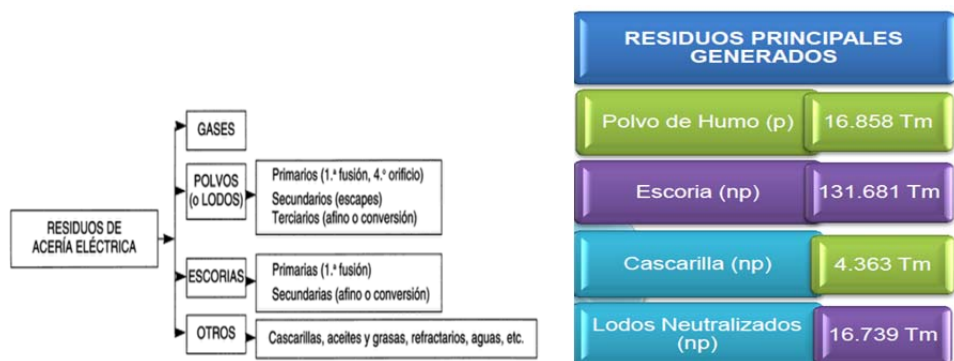 RESIDUOS DE
ACERÍA ELÉCTRICA
GASES
POLVOS
(o LODOS)
Primarios (1.ª fusión, 4.º orificio)
Secundarios (escapes)
Terciarios (afino o conversión)
ESCORIAS
Primarias (1.ª fusión)
Secundarias (afino o conversión)
OTROS
Cascarillas, aceites y grasas, refractarios, aguas, etc.
RESIDUOS PRINCIPALES
GENERADOS
Polvo de Humo (p)
16.858 Tm
Escoria (np)
131.681 Tm
Cascarilla (np)
4.363 Tm
Lodos Neutralizados
(np)
16.739 Tm